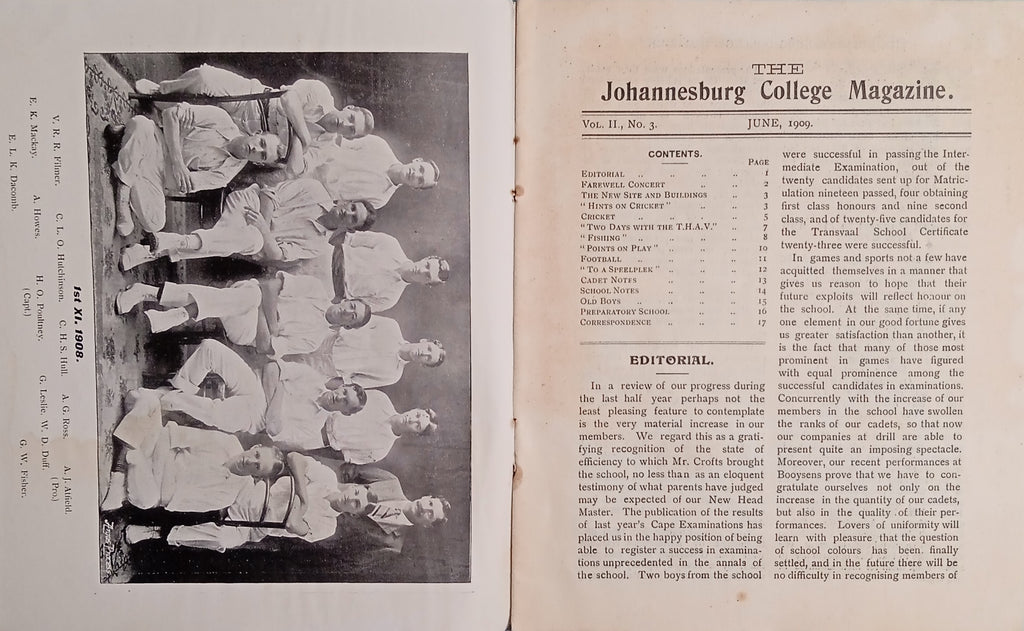 1st XI. 1908.
V. R. R. Filmer. C. L. O. Hutchinson. C. H. S. Hull. A. G. Ross. A. J. Atfield.
(Pro.)
E. K. Mackay. A. Howes. H. O. Poultney. G. Leslie. W. D. Duff.
(Capt.)
E. L. K. Dacomb. G. W. Fisher.
THE
Johannesburg College Magazine.
VOL. II., No. 3. JUNE, 1909.
CONTENTS.
PAGE
EDITORIAL ,, ,, ,, ,, 1
FAREWELL CONCERT ,, ,, 2
THE NEW SITE AND BUILDINGS ,, 3
" HINTS ON CRICKET " ,, ,, 3
CRICKET ,, ,, ,, ,, 5
" TWO DAYS WITH THE T.H.A.V." ,, 7
" FISHING " ,, ,, ,, ,, 8
" POINTS ON PLAY " ,, ,, ,, 10
FOOTBALL ,, ,, ,, ,, 11
" TO A SPEELPLEK " ,, ,, ,, 12
CADET NOTES ,, ,, ,, 13
SCHOOL NOTES ,, ,, ,, 14
OLD BOYS ,, ,, ,, ,, 15
PREPARATORY SCHOOL ,, ,, 16
CORRESPONDENCE ,, ,, ,, 17
EDITORIAL.
In a review of our progress during
the last half year perhaps not the
least pleasing feature to contemplate
is the very material increase in our
members. We regard this as a grati-
fying recognition of the state of
efficiency to which Mr. Crofts brought
the school, no less than as an eloquent
testimony of what parents have judged
may be expected of our New Head
Master. The publication of the results
of last year's Cape Examinations has
placed us in the happy position of being
able to register a success in examina-
tions unprecedented in the annals of
the school. Two boys from the school
were successful in passing the Inter-
mediate Examination, out of the
twenty candidates sent up for Matric-
ulation nineteen passed, four obtaining
first class honours and nine second
class, and of twenty-five candidates for
the Transvaal School Certificate
twenty-three were successful.
In games and sports not a few have
acquitted themselves in a manner that
gives us reason to hope that their
future exploits will reflect honour on
the school. At the same time, if any
one element in our good fortune gives
us greater satisfaction than another, it
is the fact that many of those most
prominent in games have figured
with equal prominence among the
successful candidates in examinations.
Concurrently with the increase of our
members in the school have swollen
the ranks of our cadets, so that now
our companies at drill are able to
present quite an imposing spectacle.
Moreover, our recent performances at
Booysens prove that we have to con-
gratulate ourselves not only on the
increase in the quantity of our cadets,
but also in the quality of their per-
formances. Lovers of uniformity will
learn with pleasure that the question
of school colours has been finally
settled, and in the future there will be
no difficulty in recognising members of